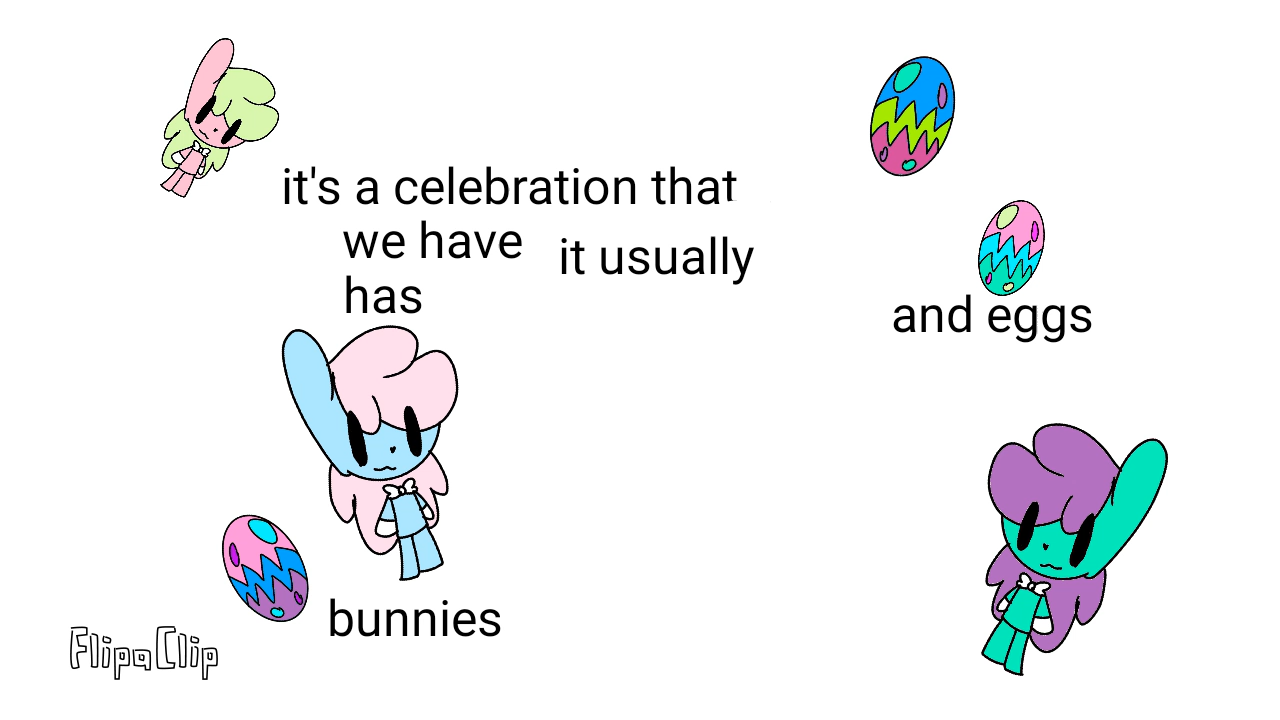 it's a celebration that
we have
it usually
has
bunnies
and eggs
FlipaClip